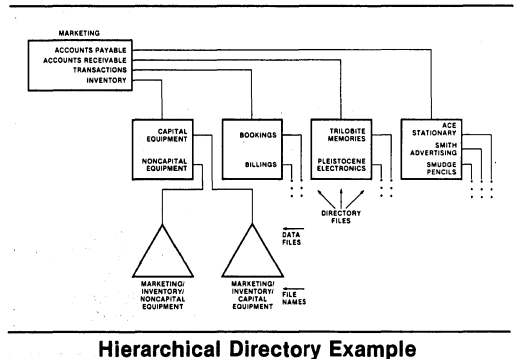 MARKETING
ACCOUNTS PAYABLE
ACCOUNTS RECEIVABLE
TRANSACTIONS
INVENTORY
CAPITAL
EQUIPMENT
NONCAPITAL
EQUIPMENT
BOOKINGS
BILLINGS
TRILOBITE
MEMORIES
PLEISTOCENE
ELECTRONICS
ACE
STATIONARY
SMITH
ADVERTISING
SMUDGE
PENCILS
DIRECTORY
FILES
DATA
FILES
MARKETING/
INVENTORY/
NONCAPITAL
EQUIPMENT
MARKETING/
INVENTORY/
CAPITAL
EQUIPMENT
FILE
NAMES
Hierarchical Directory Example